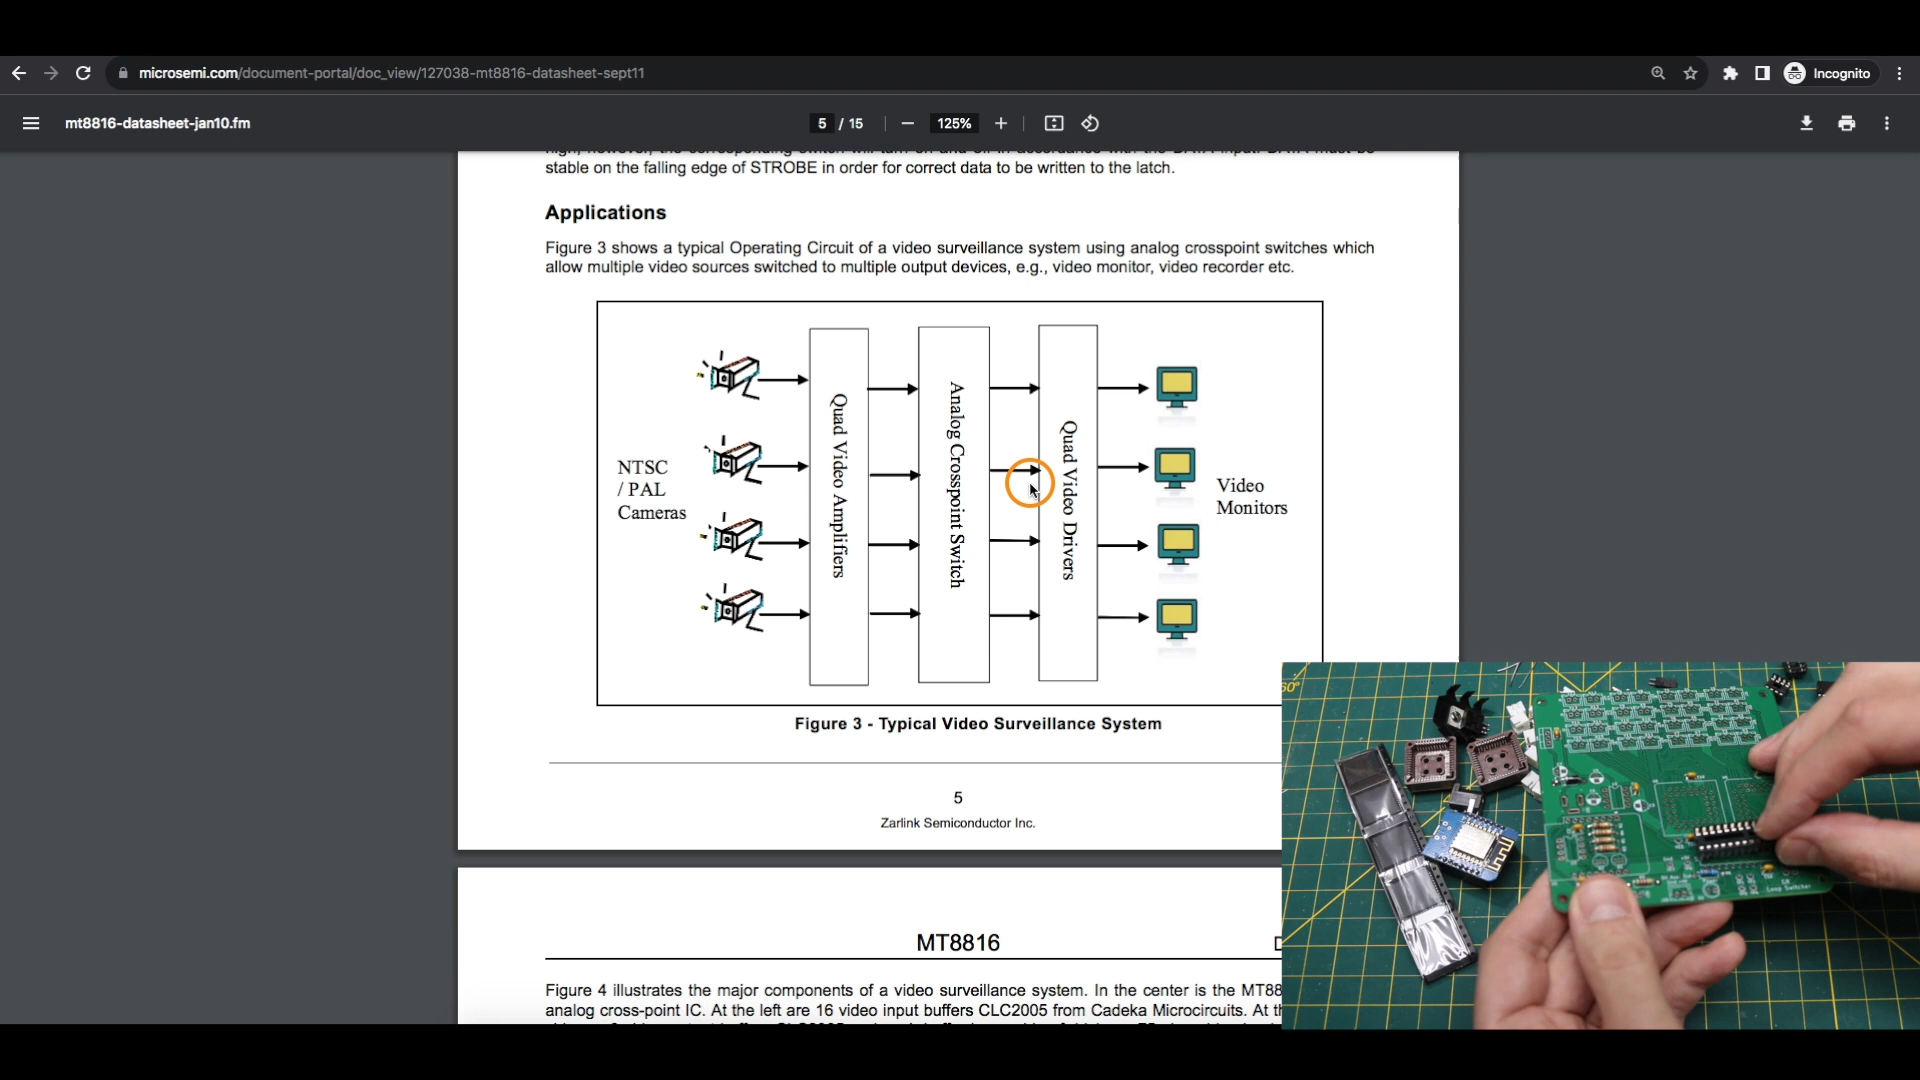 microsemi.com/document-portal/doc_view/127038-mt8816-datasheet-sept11
Incognito
mt8816-datasheet-jan10.fm
5 / 15
125%
stable on the falling edge of STROBE in order for correct data to be written to the latch.
Applications
Figure 3 shows a typical Operating Circuit of a video surveillance system using analog crosspoint switches which
allow multiple video sources switched to multiple output devices, e.g., video monitor, video recorder etc.
NTSC
/ PAL
Cameras
Quad Video Amplifiers
Analog Crosspoint Switch
Quad Video Drivers
Video
Monitors
Figure 3 - Typical Video Surveillance System
5
Zarlink Semiconductor Inc.
MT8816
Figure 4 illustrates the major components of a video surveillance system. In the center is the MT88
analog cross-point IC. At the left are 16 video input buffers CLC2005 from Cadeka Microcircuits. At th
60°
Loop Switcher